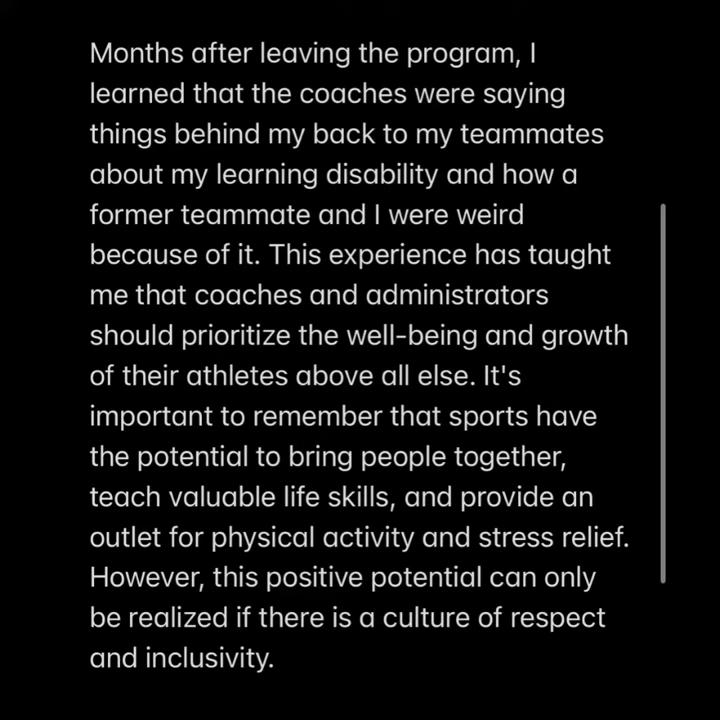 Months after leaving the program, I
learned that the coaches were saying
things behind my back to my teammates
about my learning disability and how a
former teammate and I were weird
because of it. This experience has taught
me that coaches and administrators
should prioritize the well-being and growth
of their athletes above all else. It's
important to remember that sports have
the potential to bring people together,
teach valuable life skills, and provide an
outlet for physical activity and stress relief.
However, this positive potential can only
be realized if there is a culture of respect
and inclusivity.